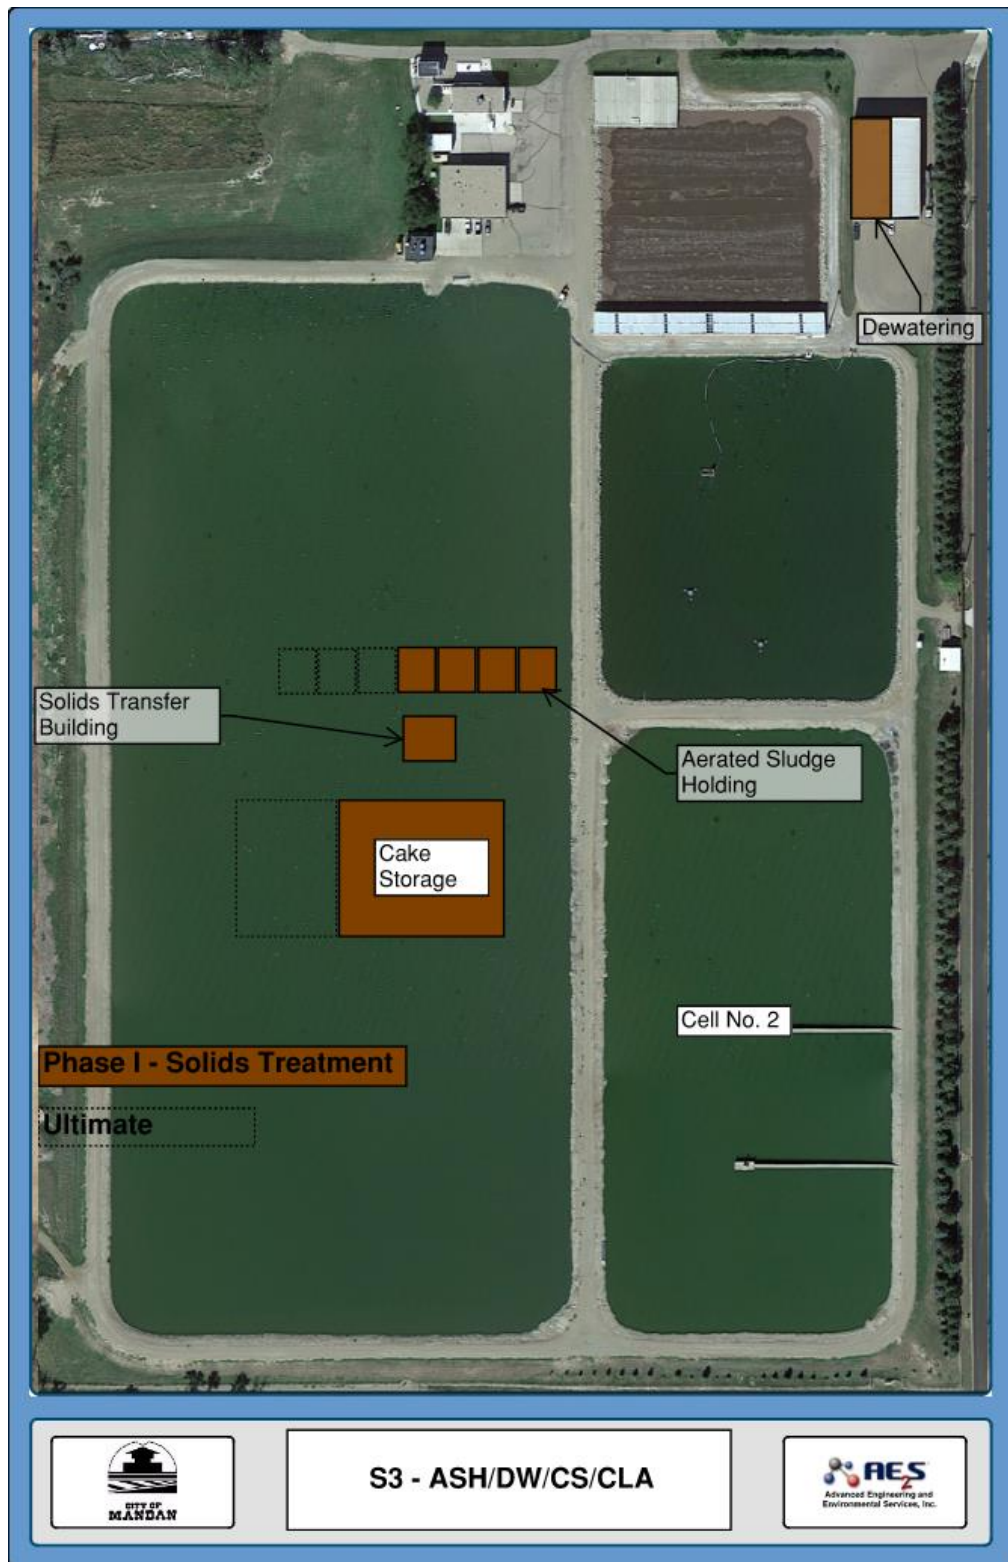 Dewatering
Solids Transfer
Building
Aerated Sludge
Holding
Cake
Storage
Cell No. 2
Phase I - Solids Treatment
Ultimate
CITY OF
MANDAN
S3 - ASH/DW/CS/CLA
AE2S
Advanced Engineering and
Environmental Services, Inc.